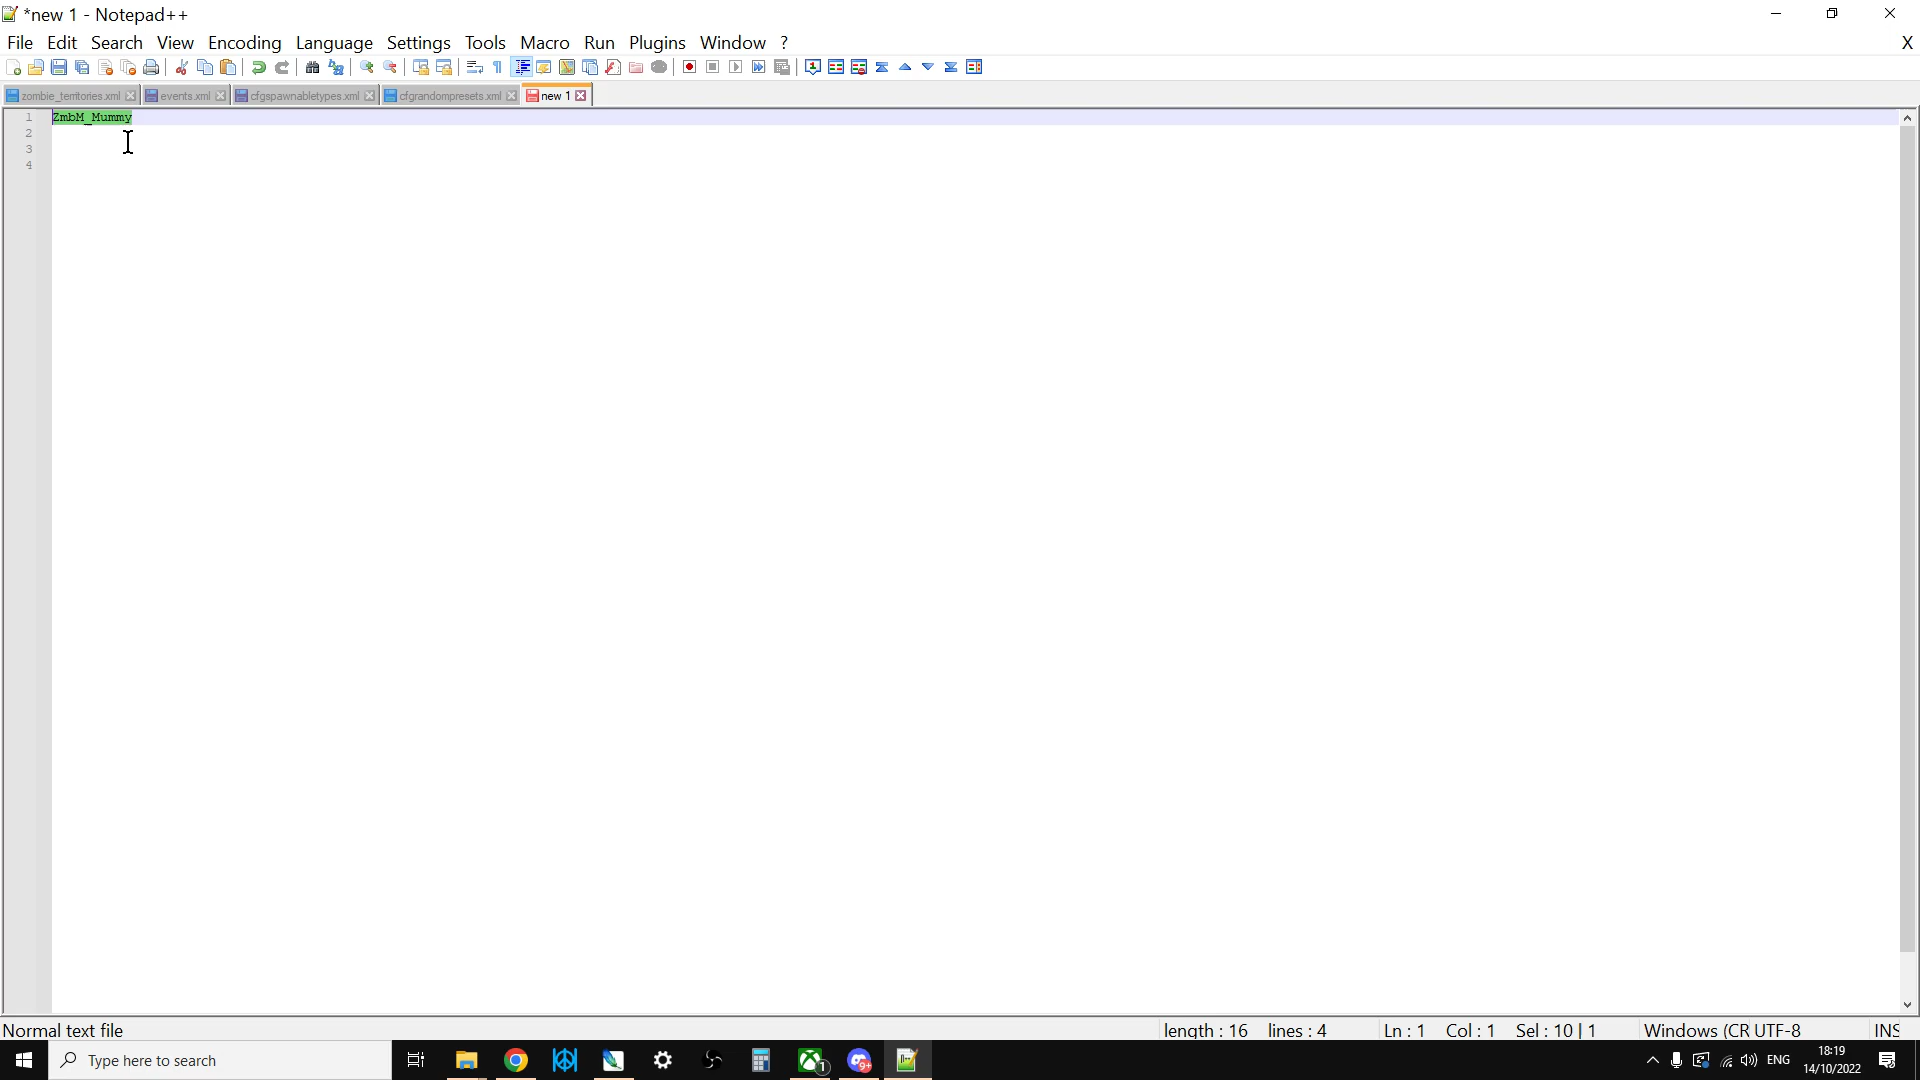 *new 1 - Notepad++
File Edit Search View Encoding Language Settings Tools Macro Run Plugins Window ? X
zombie_territories.xml events.xml cfgspawnabletypes.xml cfgrandompresets.xml new 1
1 ZmbM_Mummy
2
3
4
Normal text file length : 16 lines : 4 Ln : 1 Col : 1 Sel : 10 | 1 Windows (CR UTF-8 INS
Type here to search 1 9+ ENG 18:19
14/10/2022